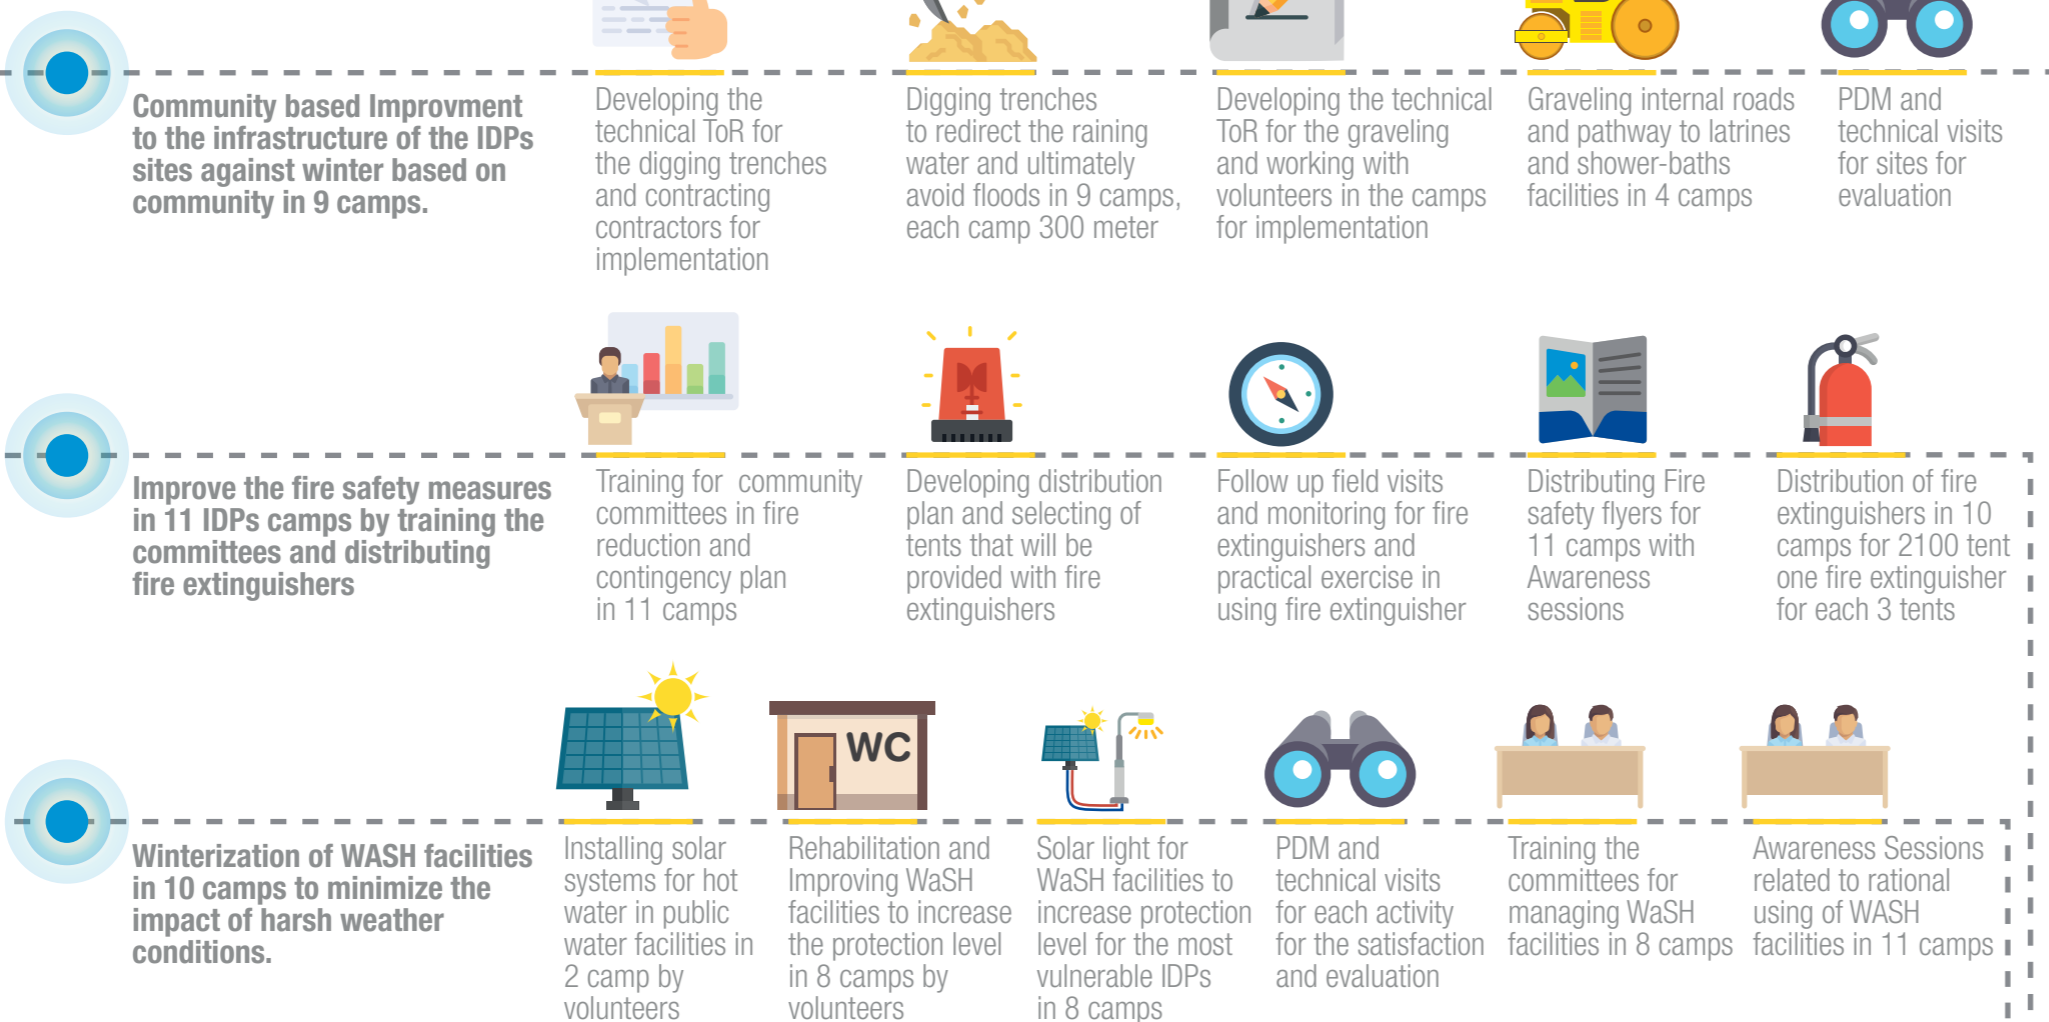 Community based Improvment
to the infrastructure of the IDPs
sites against winter based on
community in 9 camps.
Developing the
technical ToR for
the digging trenches
and contracting
contractors for
implementation
Digging trenches
to redirect the raining
water and ultimately
avoid floods in 9 camps,
each camp 300 meter
Developing the technical
ToR for the graveling
and working with
volunteers in the camps
for implementation
Graveling internal roads
and pathway to latrines
and shower-baths
facilities in 4 camps
PDM and
technical visits
for sites for
evaluation
Improve the fire safety measures
in 11 IDPs camps by training the
committees and distributing
fire extinguishers
Training for community
committees in fire
reduction and
contingency plan
in 11 camps
Developing distribution
plan and selecting of
tents that will be
provided with fire
extinguishers
Follow up field visits
and monitoring for fire
extinguishers and
practical exercise in
using fire extinguisher
Distributing Fire
safety flyers for
11 camps with
Awareness
sessions
Distribution of fire
extinguishers in 10
camps for 2100 tent
one fire extinguisher
for each 3 tents
WC
Winterization of WASH facilities
in 10 camps to minimize the
impact of harsh weather
conditions.
Installing solar
systems for hot
water in public
water facilities in
2 camp by
volunteers
Rehabilitation and
Improving WaSH
facilities to increase
the protection level
in 8 camps by
volunteers
Solar light for
WaSH facilities to
increase protection
level for the most
vulnerable IDPs
in 8 camps
PDM and
technical visits
for each activity
for the satisfaction
and evaluation
Training the
committees for
managing WaSH
facilities in 8 camps
Awareness Sessions
related to rational
using of WASH
facilities in 11 camps